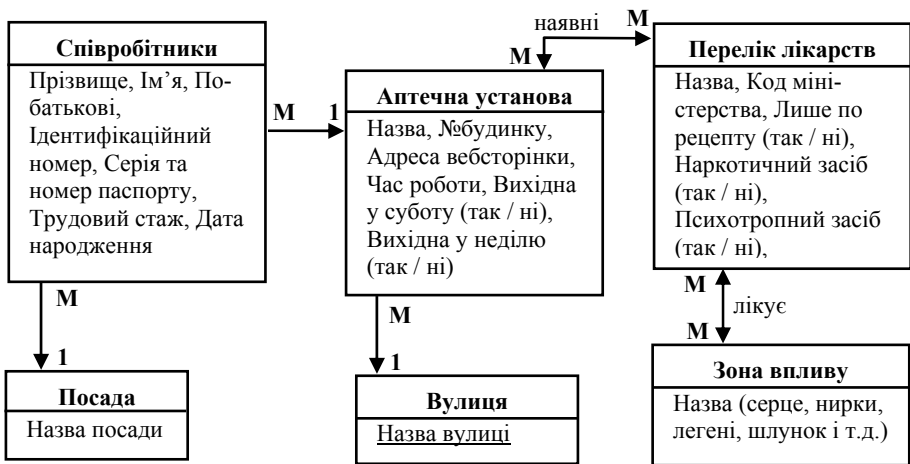 Співробітники
Прізвище, Ім’я, По-
батькові,
Ідентифікаційний
номер, Серія та
номер паспорту,
Трудовий стаж, Дата
народження
М
1
Аптечна установа
Назва, №будинку,
Адреса вебсторінки,
Час роботи, Вихідна
у суботу (так / ні),
Вихідна у неділю
(так / ні)
наявні
М
М
Перелік лікарств
Назва, Код міні-
стерства, Лише по
рецепту (так / ні),
Наркотичний засіб
(так / ні),
Психотропний засіб
(так / ні),
М
1
Посада
Назва посади
М
1
Вулиця
Назва вулиці
М
лікує
М
Зона впливу
Назва (серце, нирки,
легені, шлунок і т.д.)